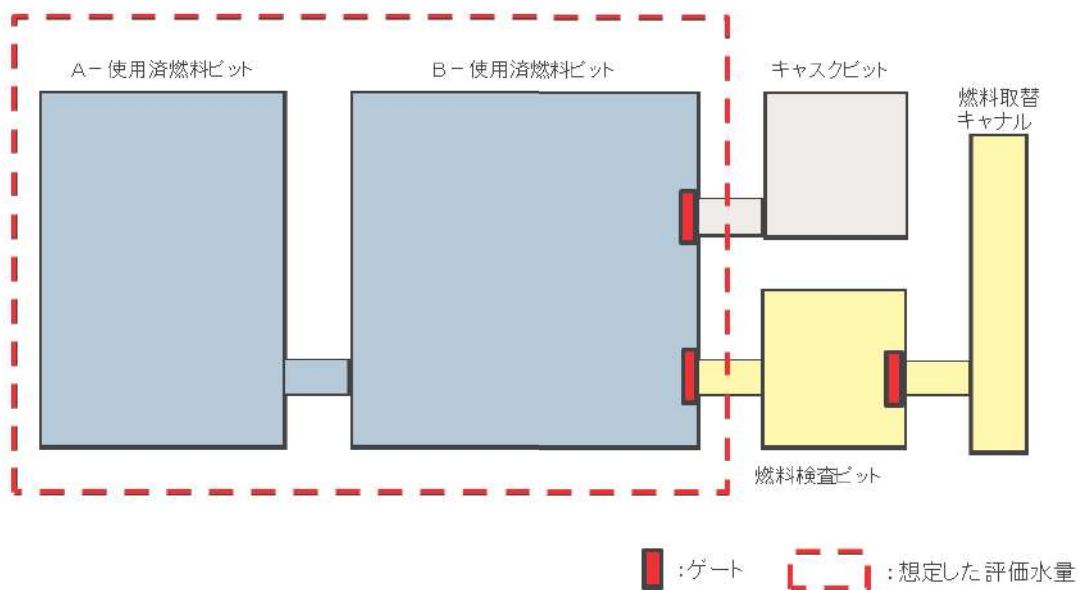 A-使用済燃料ピット
B-使用済燃料ピット
キャスクピット
燃料取替
キャナル
燃料検査ピット
:ゲート
:想定した評価水量